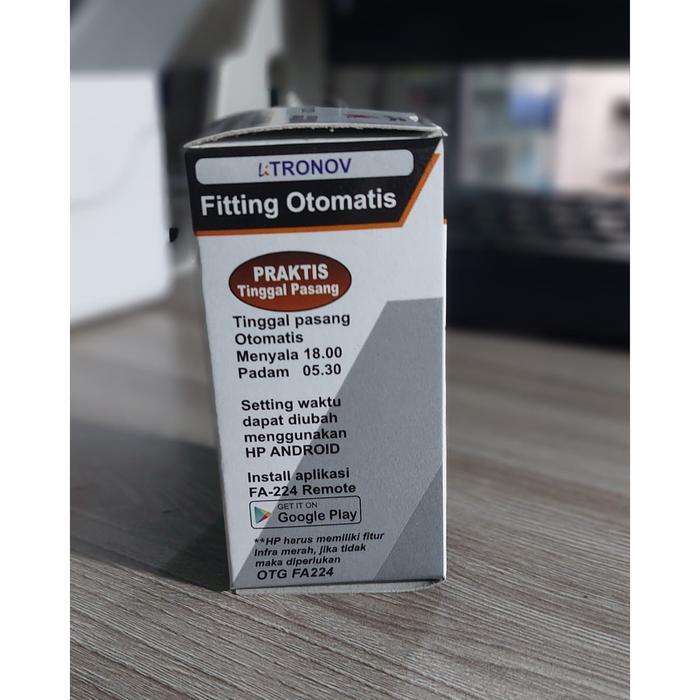 LiTRONOV
Fitting Otomatis
PRAKTIS
Tinggal Pasang
Tinggal pasang
Otomatis
Menyala 18.00
Padam 05.30
Setting waktu
dapat diubah
menggunakan
HP ANDROID
Install aplikasi
FA-224 Remote
GET IT ON
Google Play
**HP harus memiliki fitur
Infra merah, jika tidak
maka diperlukan
OTG FA224